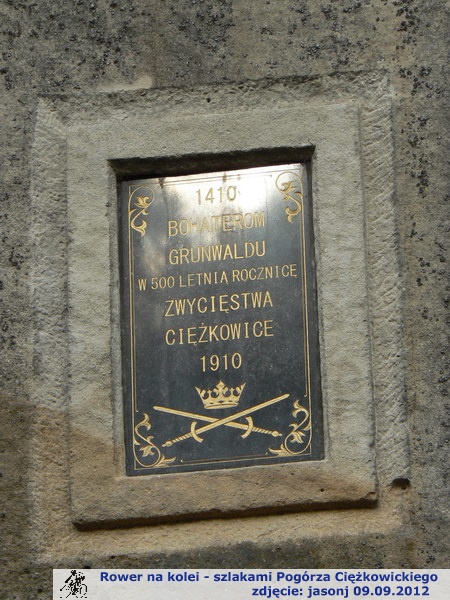 1410
BOHATEROM
GRUNWALDU
W 500 LETNIĄ ROCZNICE
ZWYCIĘSTWA
CIĘŻKOWICE
1910
Rower na kolei - szlakami Pogórza Ciężkowickiego
zdjęcie: jasonj 09.09.2012